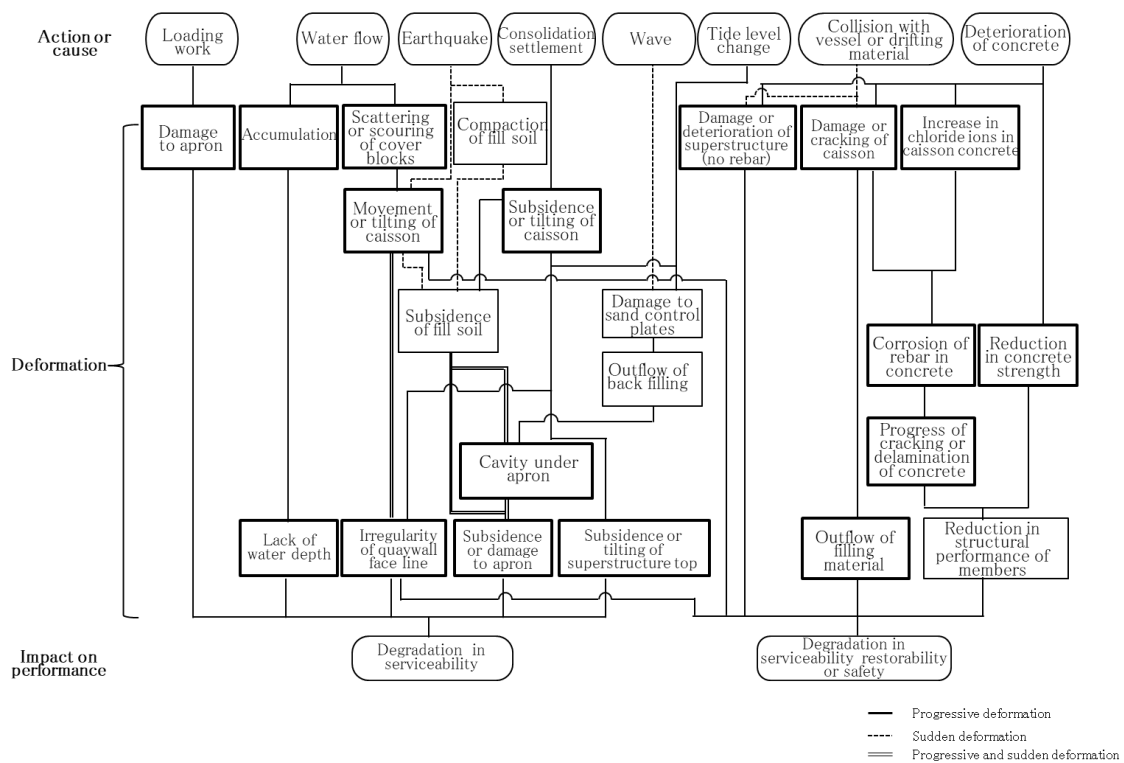 Action or
cause
Loading
work
Water flow
Earthquake
Consolidation
settlement
Wave
Tide level
change
Collision with
vessel or drifting
material
Deterioration
of concrete
Damage
to apron
Accumulation
Scattering
or scouring
of cover
blocks
Compaction
of fill soil
Damage or
deterioration of
superstructure
(no rebar)
Damage or
cracking of
caisson
Increase in
chloride ions in
caisson concrete
Movement
or tilting of
caisson
Subsidence
or tilting of
caisson
Subsidence
of fill soil
Damage to
sand control
plates
Deformation
Outflow of
back filling
Corrosion of
rebar in
concrete
Reduction
in concrete
strength
Cavity under
apron
Progress of
cracking or
delamination
of concrete
Lack of
water depth
Irregularity
of quaywall
face line
Subsidence
or damage
to apron
Subsidence or
tilting of
superstructure top
Outflow of
filling
material
Reduction in
structural
performance of
members
Impact on
performance
Degradation in
serviceability
Degradation in
serviceability restorability
or safety
Progressive deformation
Sudden deformation
Progressive and sudden deformation